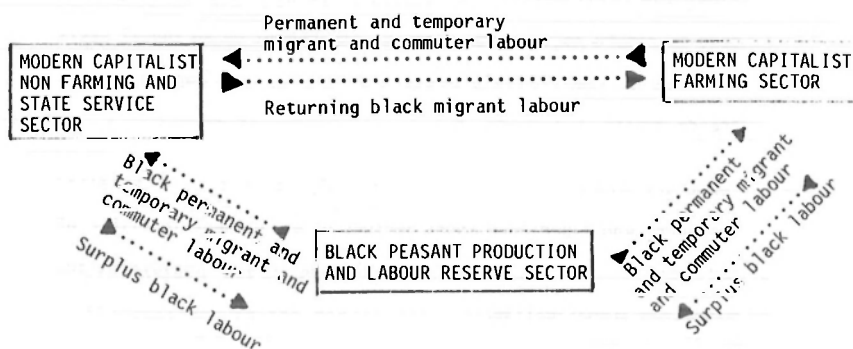 Permanent and temporary
migrant and commuter labour
MODERN CAPITALIST
NON FARMING AND
STATE SERVICE
SECTOR
MODERN CAPITALIST
FARMING SECTOR
Returning black migrant labour
Black permanent and
temporary migrant and
commuter labour
Surplus black labour
BLACK PEASANT PRODUCTION
AND LABOUR RESERVE SECTOR
Black permanent
and temporary migrant
and commuter labour
Surplus black labour